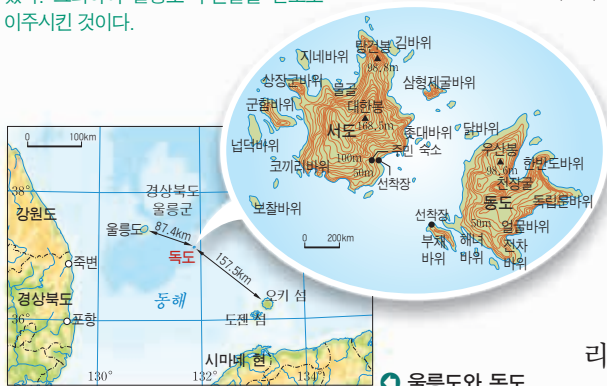 이주시킨 것이다.
지네바위
망건봉
98.8m
김바위
상장군바위
물골
삼형제굴바위
군함바위
대한봉
서도
168.5m
촛대바위
닭바위
넙덕바위
주민 숙소
우산봉
98.6m
한반도바위
코끼리바위
100m
50m
선착장
천장굴
동도
독립문바위
보찰바위
0 200km
선착장
50m
얼굴바위
부채
바위
해녀
바위
전차
바위
0 100km
38°
강원도
경상북도
울릉군
울릉도
87.4km
독도
157.5km
죽변
동해
오키 섬
경상북도
포항
36°
도젠 섬
시마네 현
130°
132°
134°
리
울릉도와 독도